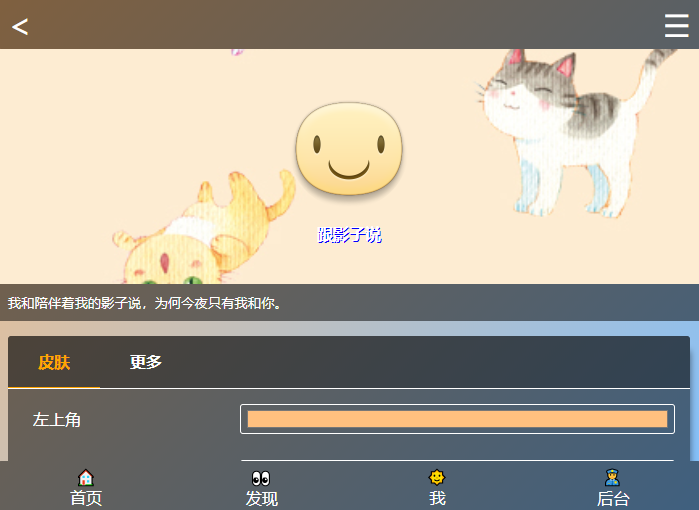 <
跟影子说
我和陪伴着我的影子说，为何今夜只有我和你。
皮肤 更多
左上角
首页 发现 我 后台